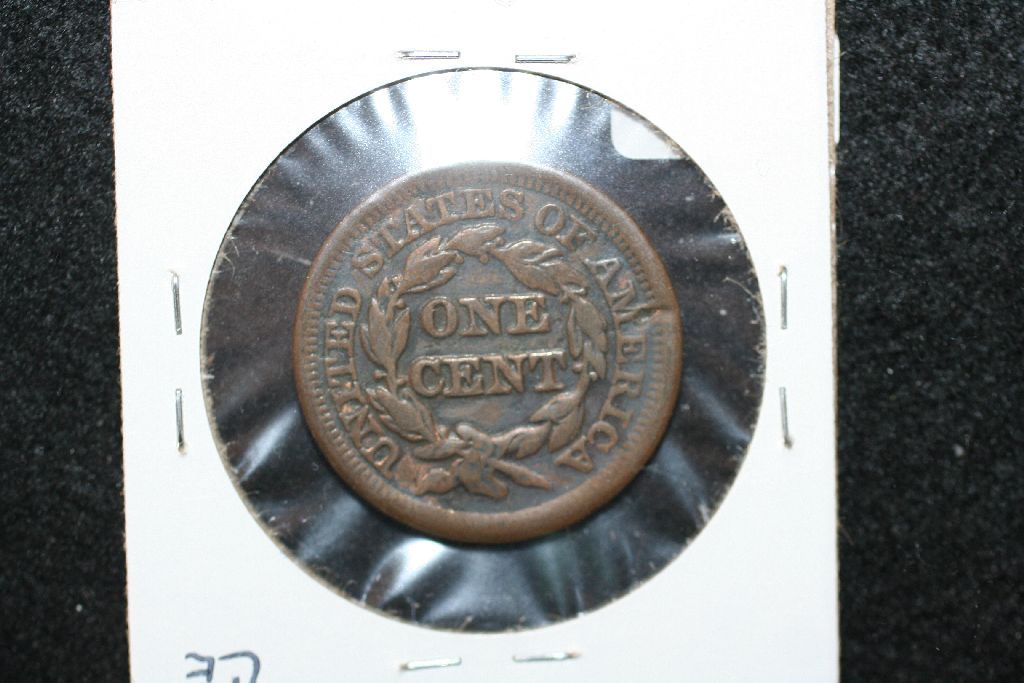 UNITED STATES OF AMERICA
ONE
CENT